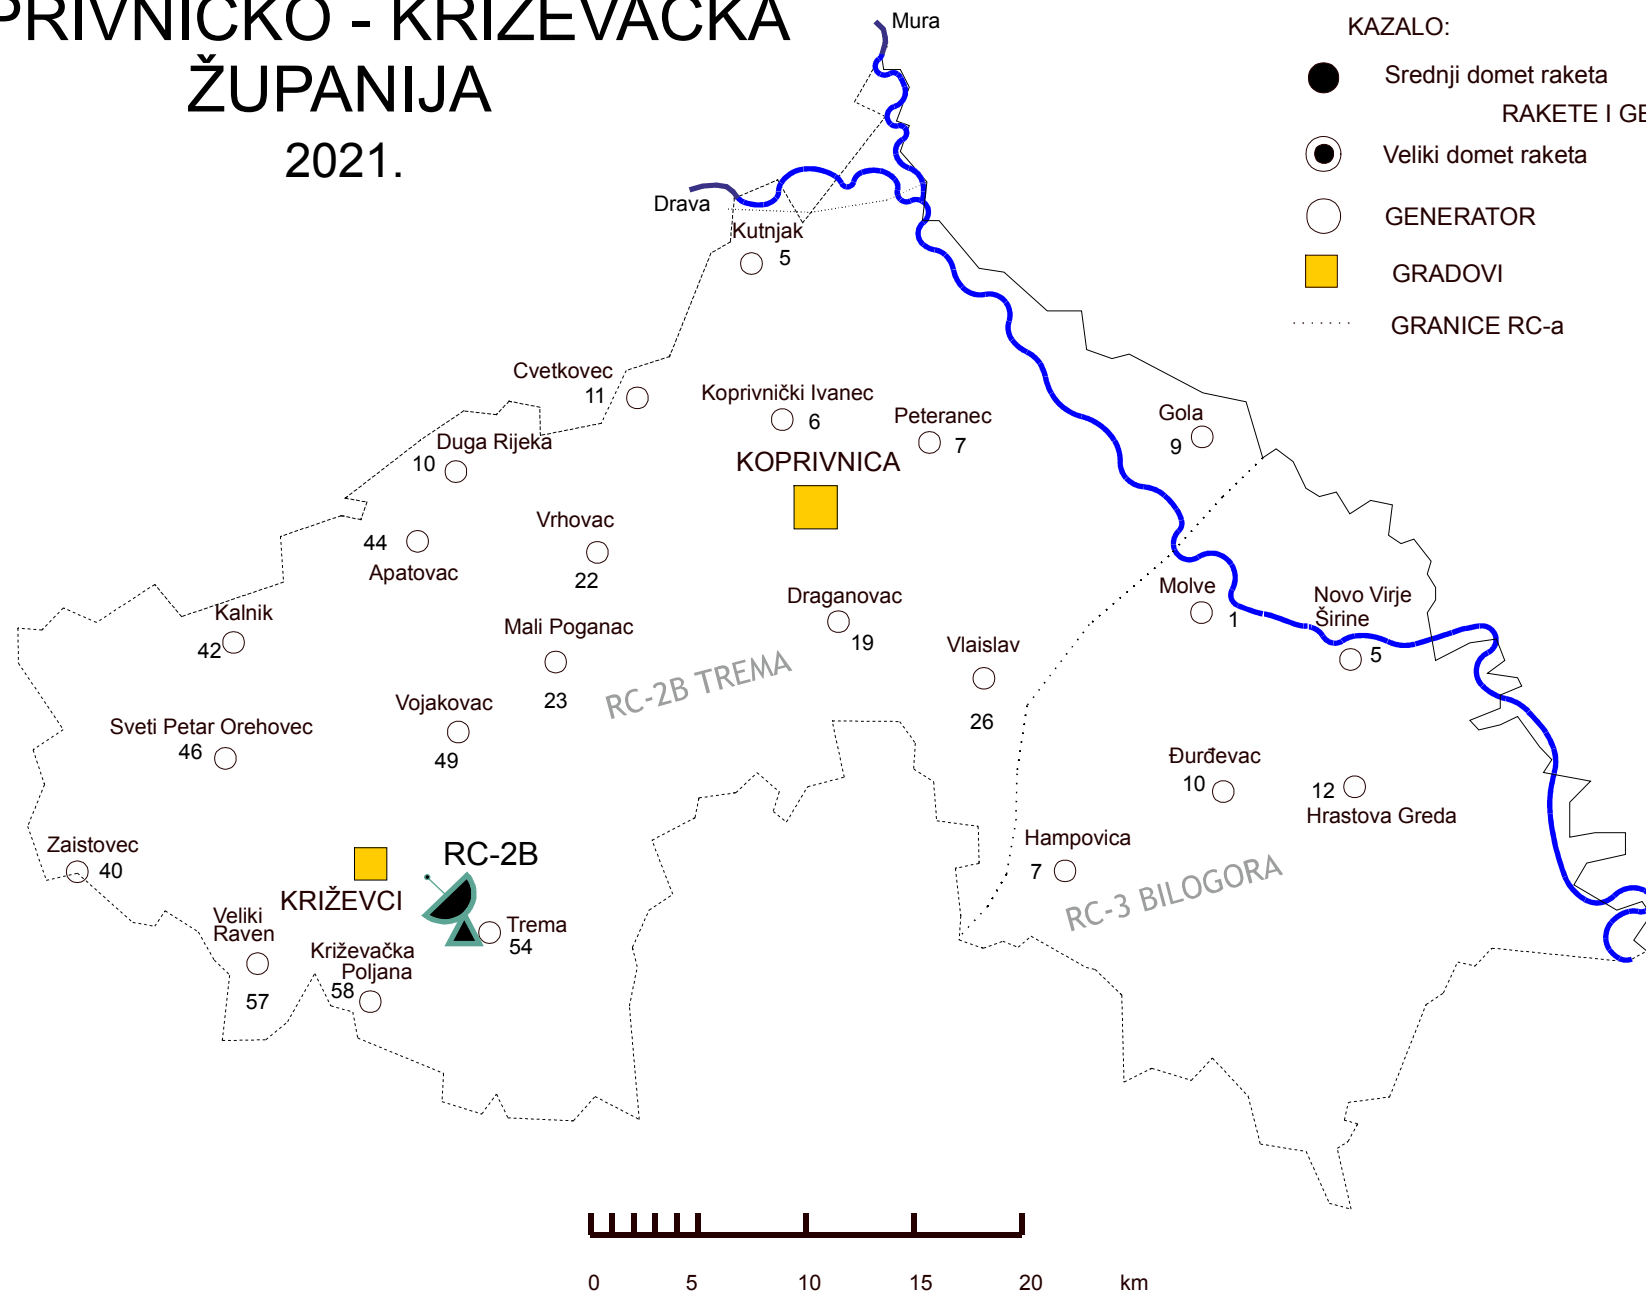 PRIVNIČKO - KRIŽEVAČKA
ŽUPANIJA
2021.
Mura
Drava
KAZALO:
Srednji domet raketa
RAKETE I GE
Veliki domet raketa
GENERATOR
GRADOVI
GRANICE RC-a
Kutnjak
5
Cvetkovec
11
Koprivnički Ivanec
6
Peteranec
7
Gola
9
Duga Rijeka
10
KOPRIVNICA
Vrhovac
22
44
Apatovac
Kalnik
42
Mali Poganac
23
Draganovac
19
Vlaislav
26
Molve
1
Novo Virje
Širine
5
RC-2B TREMA
Vojakovac
49
Sveti Petar Orehovec
46
Đurđevac
10
12
Hrastova Greda
Hampovica
7
RC-3 BILOGORA
Zaistovec
40
RC-2B
KRIŽEVCI
Veliki
Raven
57
Križevačka
Poljana
58
Trema
54
0 5 10 15 20 km